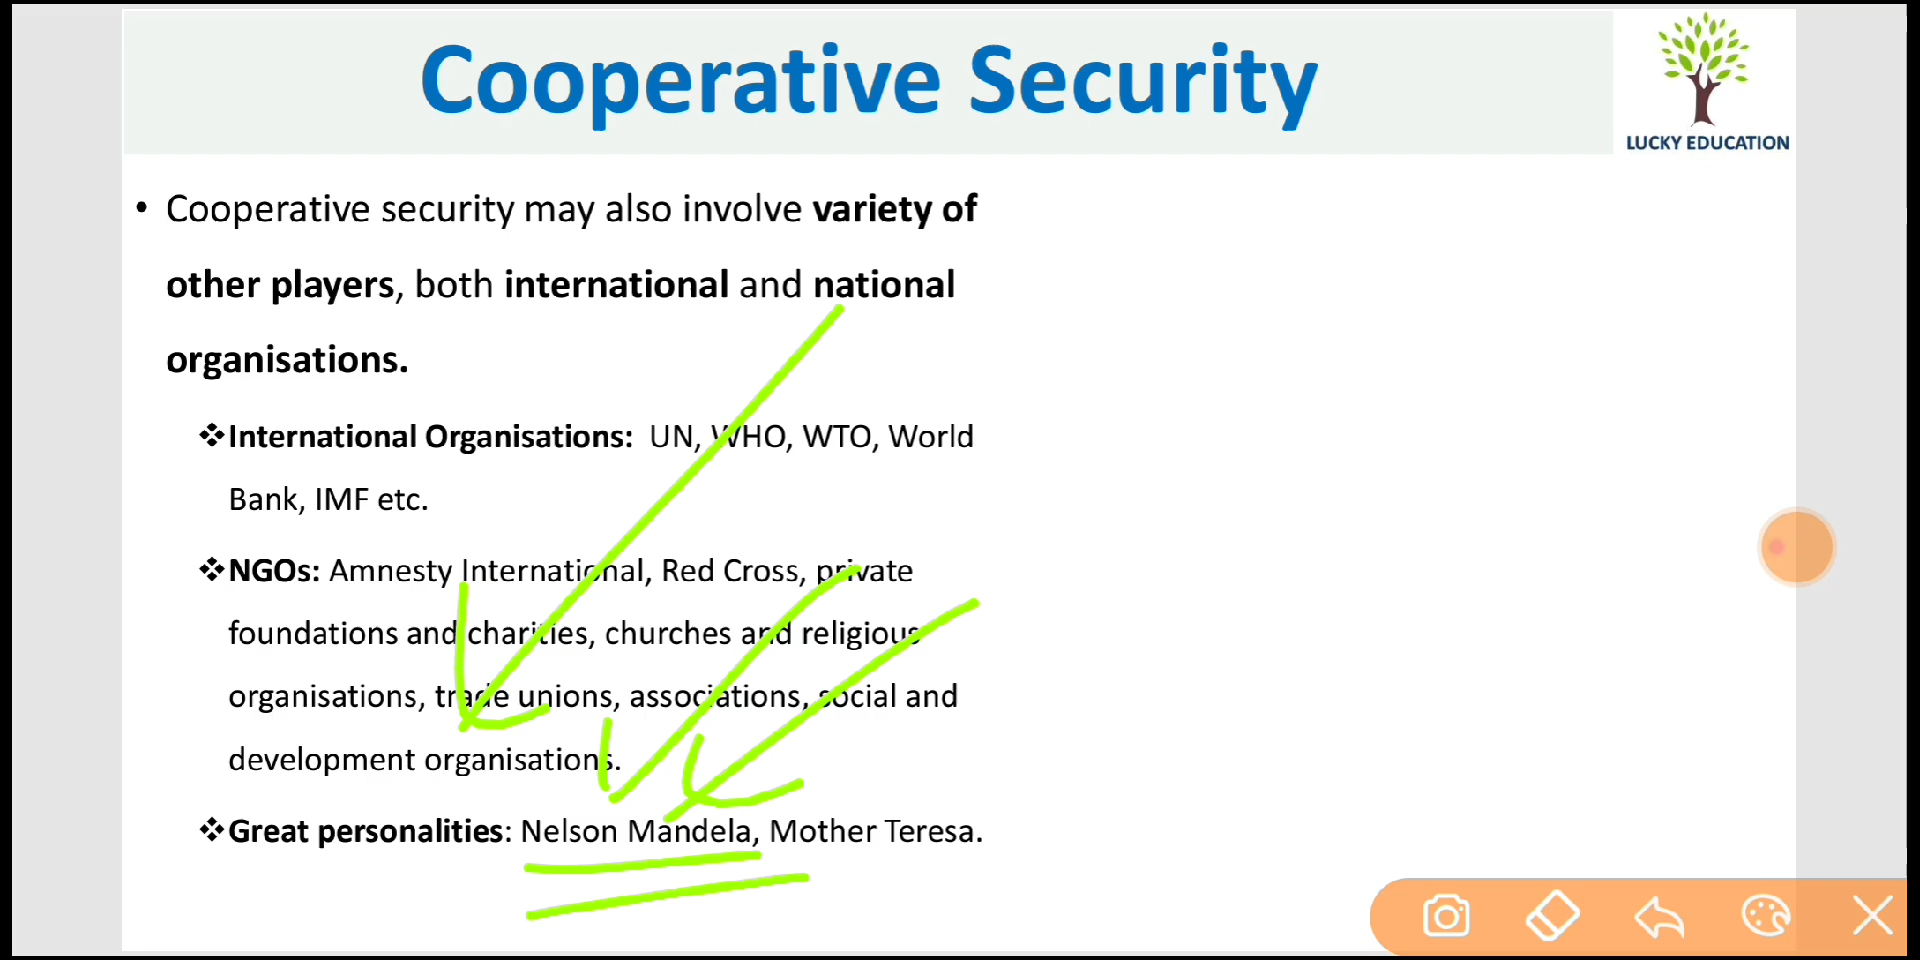 Cooperative Security
LUCKY EDUCATION
• Cooperative security may also involve variety of
other players, both international and national
organisations.
❖International Organisations: UN, WHO, WTO, World
Bank, IMF etc.
❖NGOs: Amnesty International, Red Cross, private
foundations and charities, churches and religious
organisations, trade unions, associations, social and
development organisations.
❖Great personalities: Nelson Mandela, Mother Teresa.